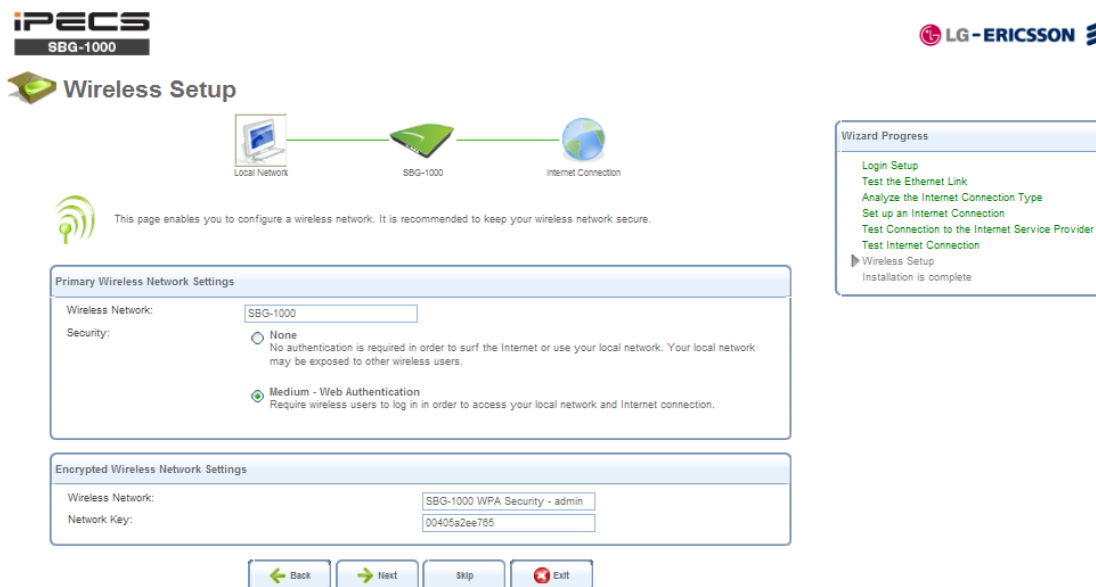 iPECS
SBG-1000
LG-ERICSSON
Wireless Setup
Local Network
SBG-1000
Internet Connection
This page enables you to configure a wireless network. It is recommended to keep your wireless network secure.
Wizard Progress
Login Setup
Test the Ethernet Link
Analyze the Internet Connection Type
Set up an Internet Connection
Test Connection to the Internet Service Provider
Test Internet Connection
Wireless Setup
Installation is complete
Primary Wireless Network Settings
Wireless Network: SBG-1000
Security:
None
No authentication is required in order to surf the Internet or use your local network. Your local network
may be exposed to other wireless users.
Medium - Web Authentication
Require wireless users to log in in order to access your local network and Internet connection.
Encrypted Wireless Network Settings
Wireless Network: SBG-1000 WPA Security - admin
Network Key: 00405a2ee765
Back Next Skip Exit